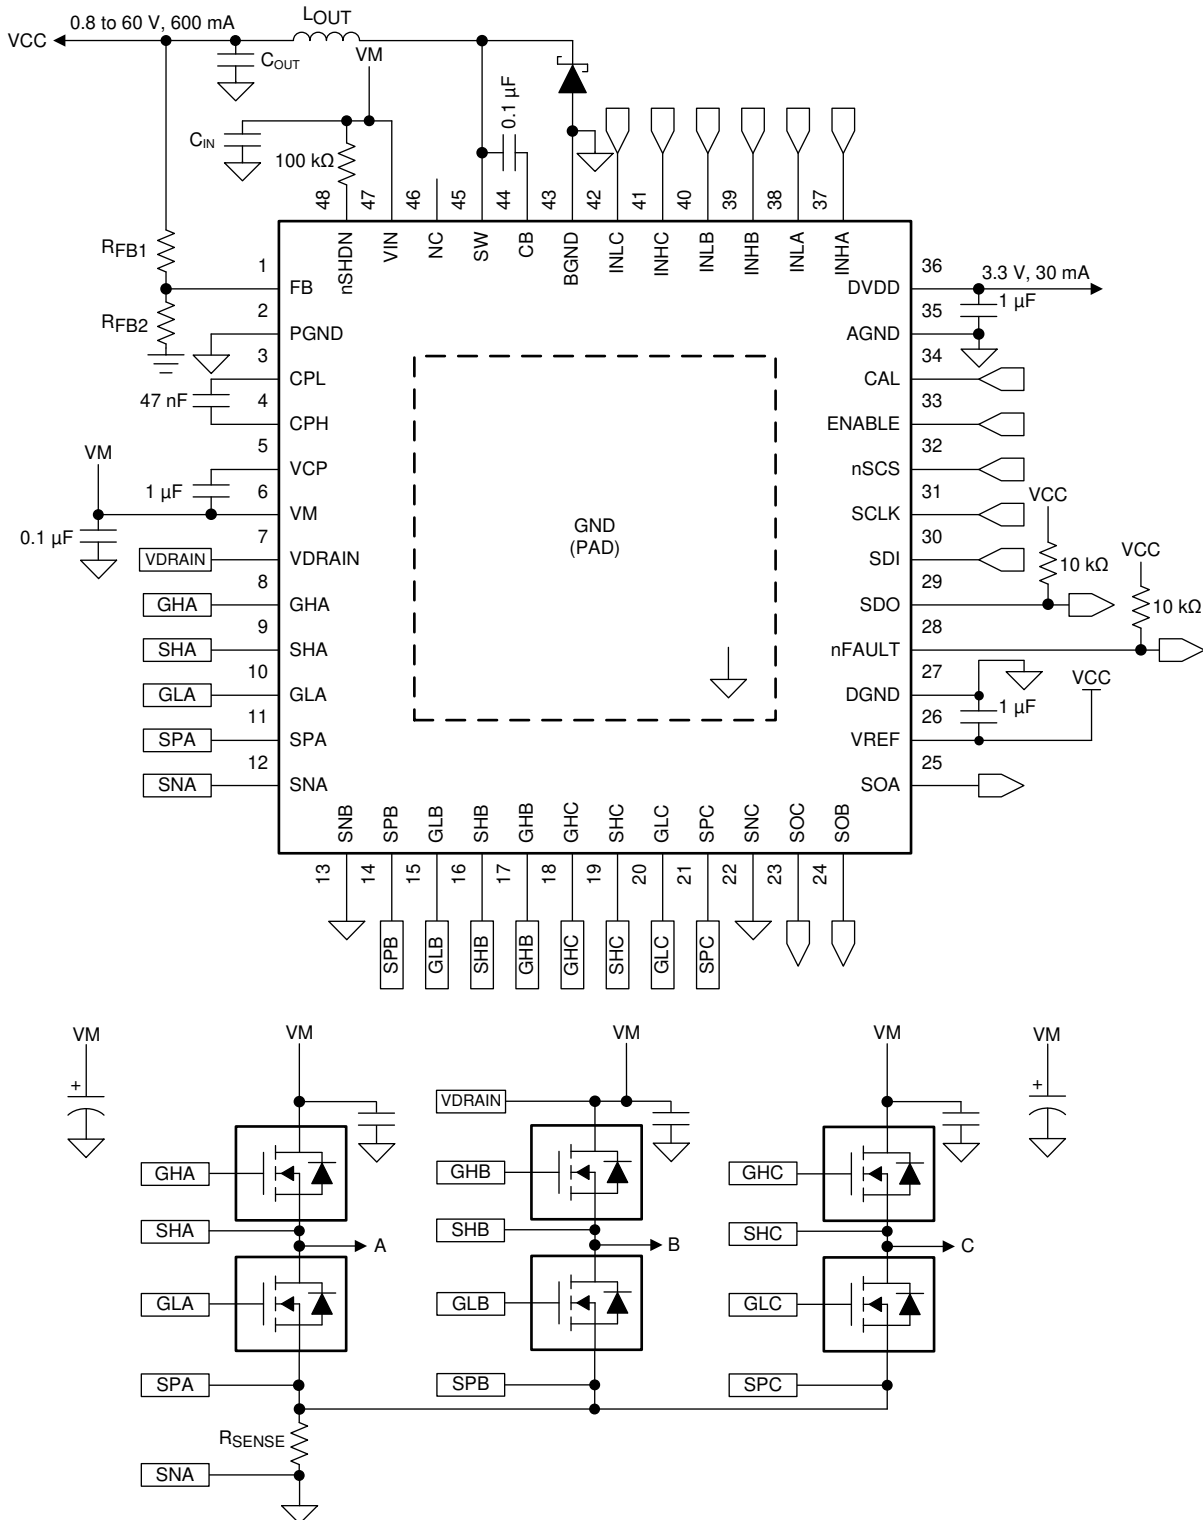 0.8 to 60 V, 600 mA
LOUT
VCC
VM
COUT
0.1 µF
CIN
100 kΩ
48
47
46
45
44
43
42
41
40
39
38
37
nSHDN
VIN
NC
SW
CB
BGND
INLC
INHC
INLB
INHB
INLA
INHA
RFB1
1
FB
RFB2
2
PGND
3
CPL
47 nF
4
CPH
5
VCP
VM
1 µF
6
VM
0.1 µF
7
VDRAIN
VDRAIN
8
GHA
GHA
9
SHA
SHA
10
GLA
GLA
11
SPA
SPA
12
SNA
SNA
GND
(PAD)
36
DVDD
3.3 V, 30 mA
1 µF
35
AGND
34
CAL
33
ENABLE
32
nSCS
31
SCLK
VCC
30
SDI
10 kΩ
VCC
29
SDO
10 kΩ
28
nFAULT
27
DGND
VCC
1 µF
26
VREF
25
SOA
SNB
SPB
GLB
SHB
GHB
GHC
SHC
GLC
SPC
SNC
SOC
SOB
13
14
15
16
17
18
19
20
21
22
23
24
SPB
GLB
SHB
GHB
GHC
SHC
GLC
SPC
VM
VM
VM
VM
VM
+
VDRAIN
+
GHA
GHB
GHC
SHA
SHB
SHC
A
B
C
GLA
GLB
GLC
SPA
SPB
SPC
RSENSE
SNA